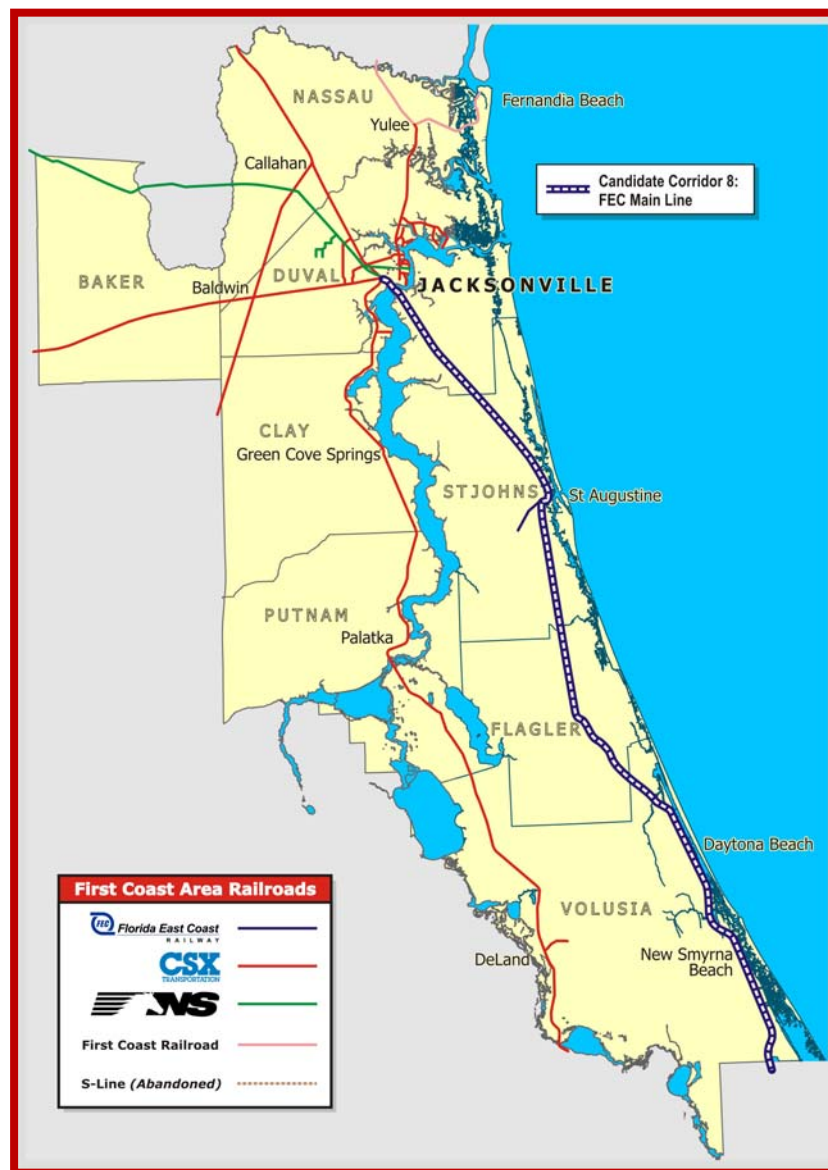 NASSAU
Fernandia Beach
Yulee
Callahan
Candidate Corridor 8:
FEC Main Line
BAKER
DUVAL
Baldwin
JACKSONVILLE
CLAY
Green Cove Springs
STJOHNS
St Augustine
PUTNAM
Palatka
FLAGLER
Daytona Beach
VOLUSIA
DeLand
New Smyrna
Beach
First Coast Area Railroads
FEC Florida East Coast
RAILWAY
CSX
TRANSPORTATION
NS
First Coast Railroad
S-Line (Abandoned)